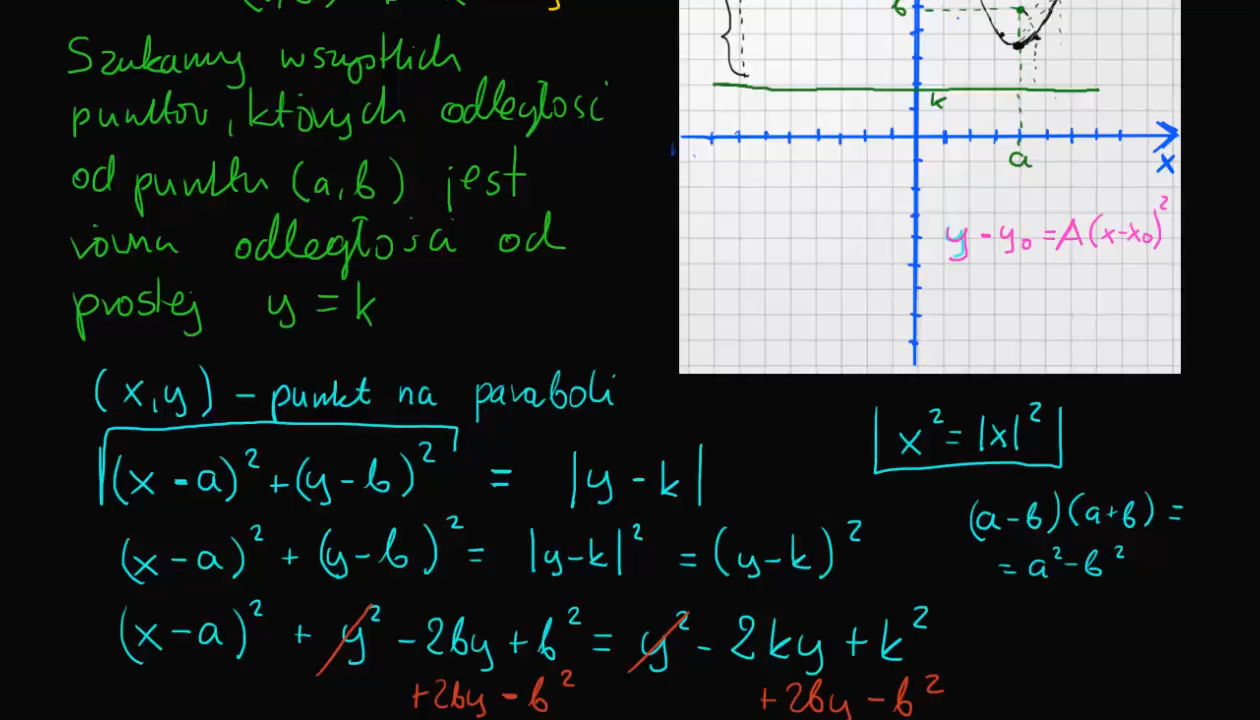 Szukamy wszystkich
punktów, których odległość
od punktu (a,b) jest
równa odległości od
prostej y = k
b
k
a
x
y - y₀ = A(x-x₀)²
(x,y) - punkt na paraboli
√((x-a)² + (y-b)²) = |y-k|
x² = |x|²
(x-a)² + (y-b)² = |y-k|² = (y-k)²
(a-b)(a+b) =
= a² - b²
(x-a)² + y² - 2by + b² = y² - 2ky + k²
+2by - b² +2by - b²